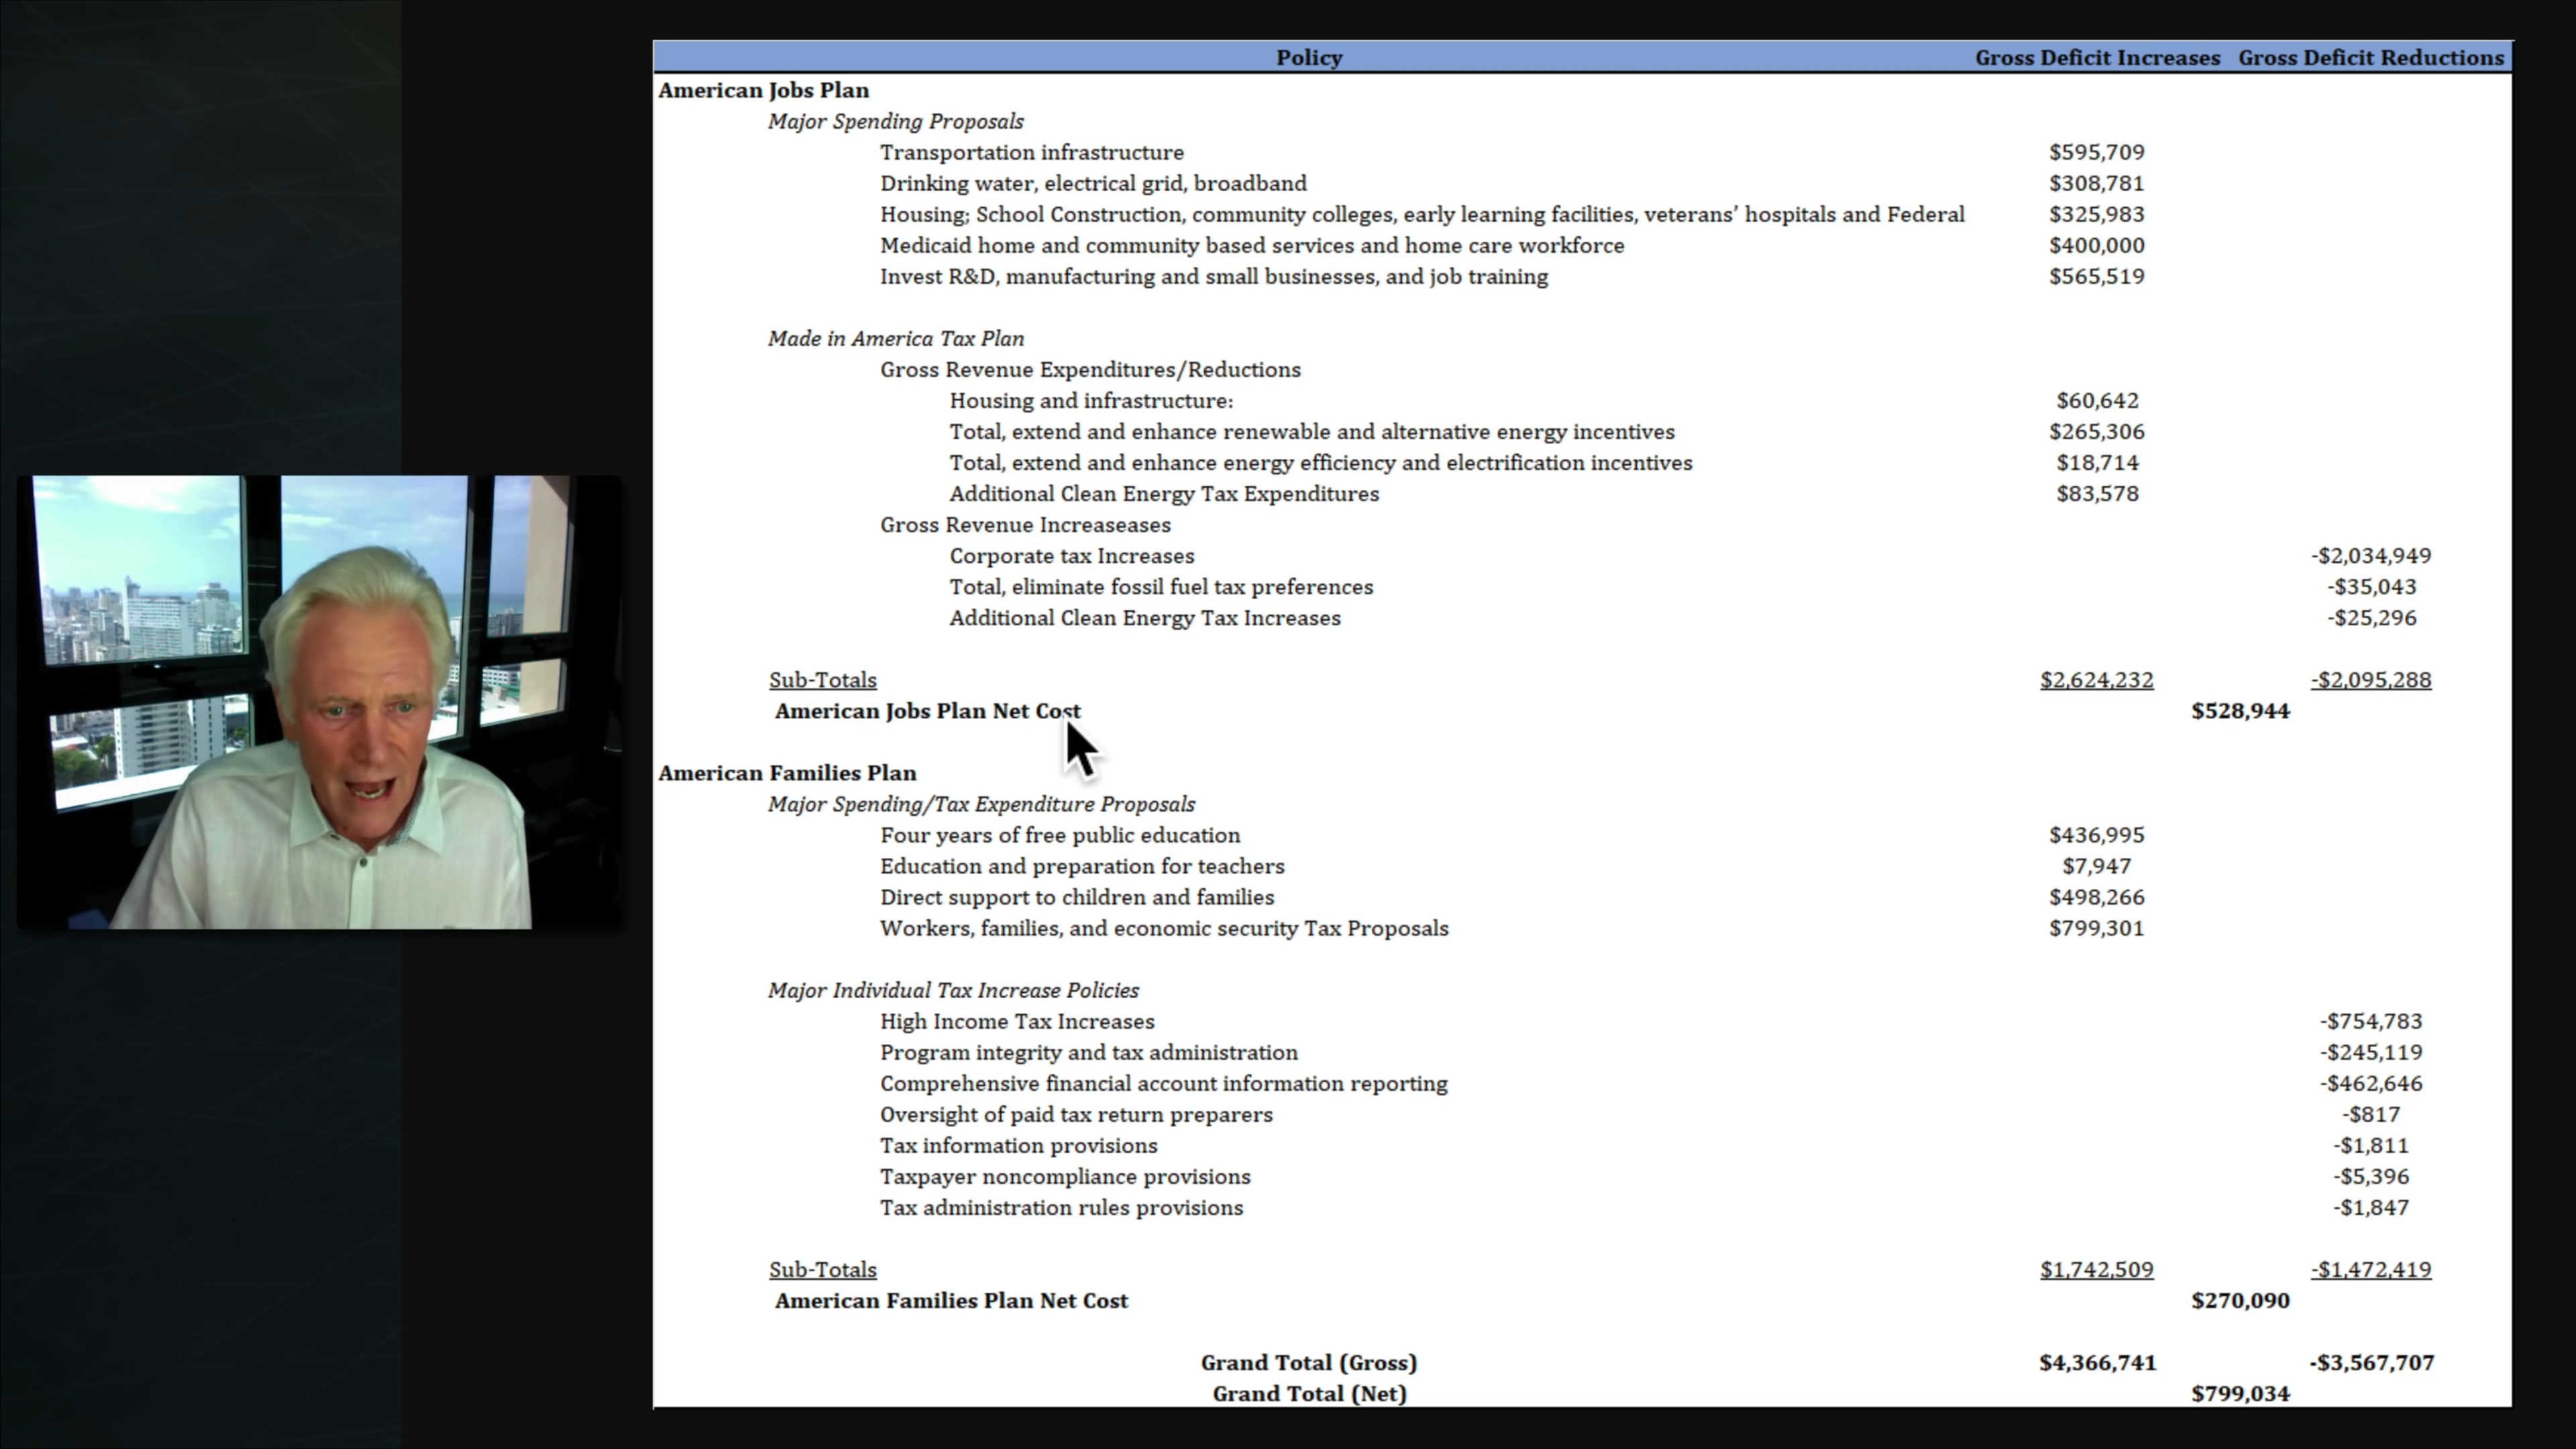 Policy Gross Deficit Increases Gross Deficit Reductions
American Jobs Plan
Major Spending Proposals
Transportation infrastructure $595,709
Drinking water, electrical grid, broadband $308,781
Housing; School Construction, community colleges, early learning facilities, veterans’ hospitals and Federal $325,983
Medicaid home and community based services and home care workforce $400,000
Invest R&D, manufacturing and small businesses, and job training $565,519
Made in America Tax Plan
Gross Revenue Expenditures/Reductions
Housing and infrastructure: $60,642
Total, extend and enhance renewable and alternative energy incentives $265,306
Total, extend and enhance energy efficiency and electrification incentives $18,714
Additional Clean Energy Tax Expenditures $83,578
Gross Revenue Increaseases
Corporate tax Increases -$2,034,949
Total, eliminate fossil fuel tax preferences -$35,043
Additional Clean Energy Tax Increases -$25,296
Sub-Totals $2,624,232 -$2,095,288
American Jobs Plan Net Cost $528,944
American Families Plan
Major Spending/Tax Expenditure Proposals
Four years of free public education $436,995
Education and preparation for teachers $7,947
Direct support to children and families $498,266
Workers, families, and economic security Tax Proposals $799,301
Major Individual Tax Increase Policies
High Income Tax Increases -$754,783
Program integrity and tax administration -$245,119
Comprehensive financial account information reporting -$462,646
Oversight of paid tax return preparers -$817
Tax information provisions -$1,811
Taxpayer noncompliance provisions -$5,396
Tax administration rules provisions -$1,847
Sub-Totals $1,742,509 -$1,472,419
American Families Plan Net Cost $270,090
Grand Total (Gross) $4,366,741 -$3,567,707
Grand Total (Net) $799,034